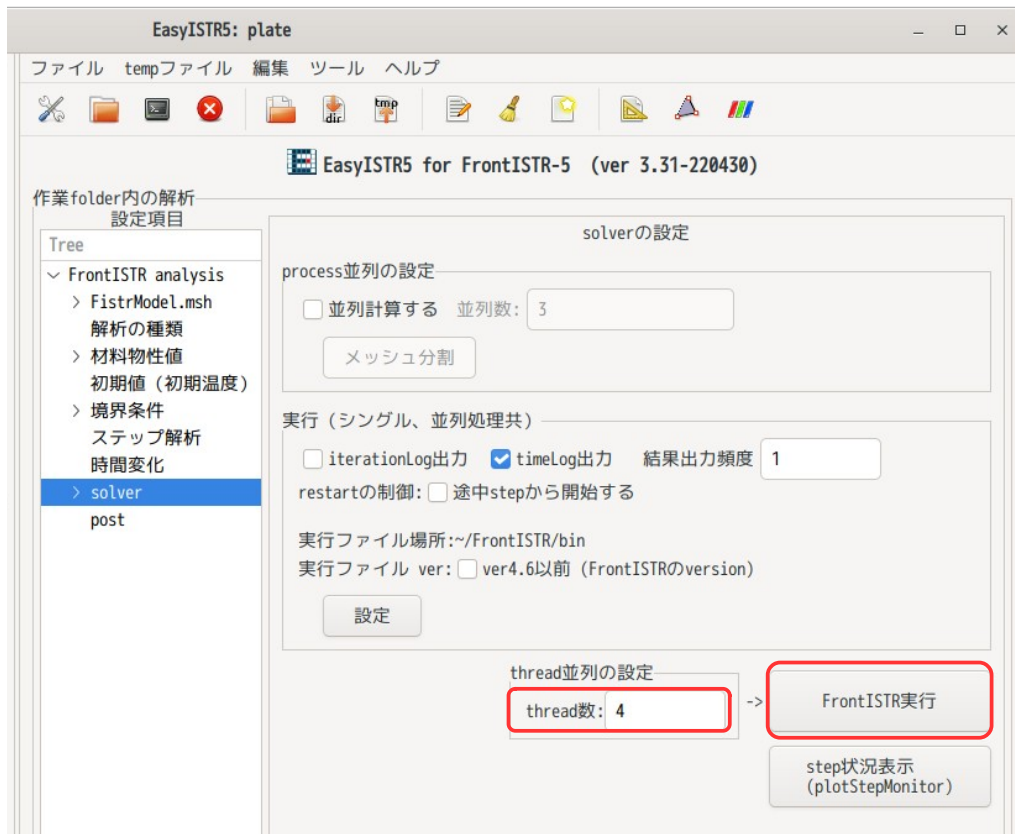 EasyISTR5: plate
ファイル tempファイル 編集 ツール ヘルプ
dir tmp
EasyISTR5 for FrontISTR-5 (ver 3.31-220430)
作業folder内の解析
設定項目
Tree
FrontISTR analysis
FistrModel.msh
解析の種類
材料物性値
初期値（初期温度）
境界条件
ステップ解析
時間変化
solver
post
solverの設定
process並列の設定
並列計算する 並列数: 3
メッシュ分割
実行（シングル、並列処理共）
iterationLog出力 timeLog出力 結果出力頻度 1
restartの制御: 途中stepから開始する
実行ファイル場所:~/FrontISTR/bin
実行ファイル ver: ver4.6以前（FrontISTRのversion）
設定
thread並列の設定
thread数: 4
-> FrontISTR実行
step状況表示
(plotStepMonitor)